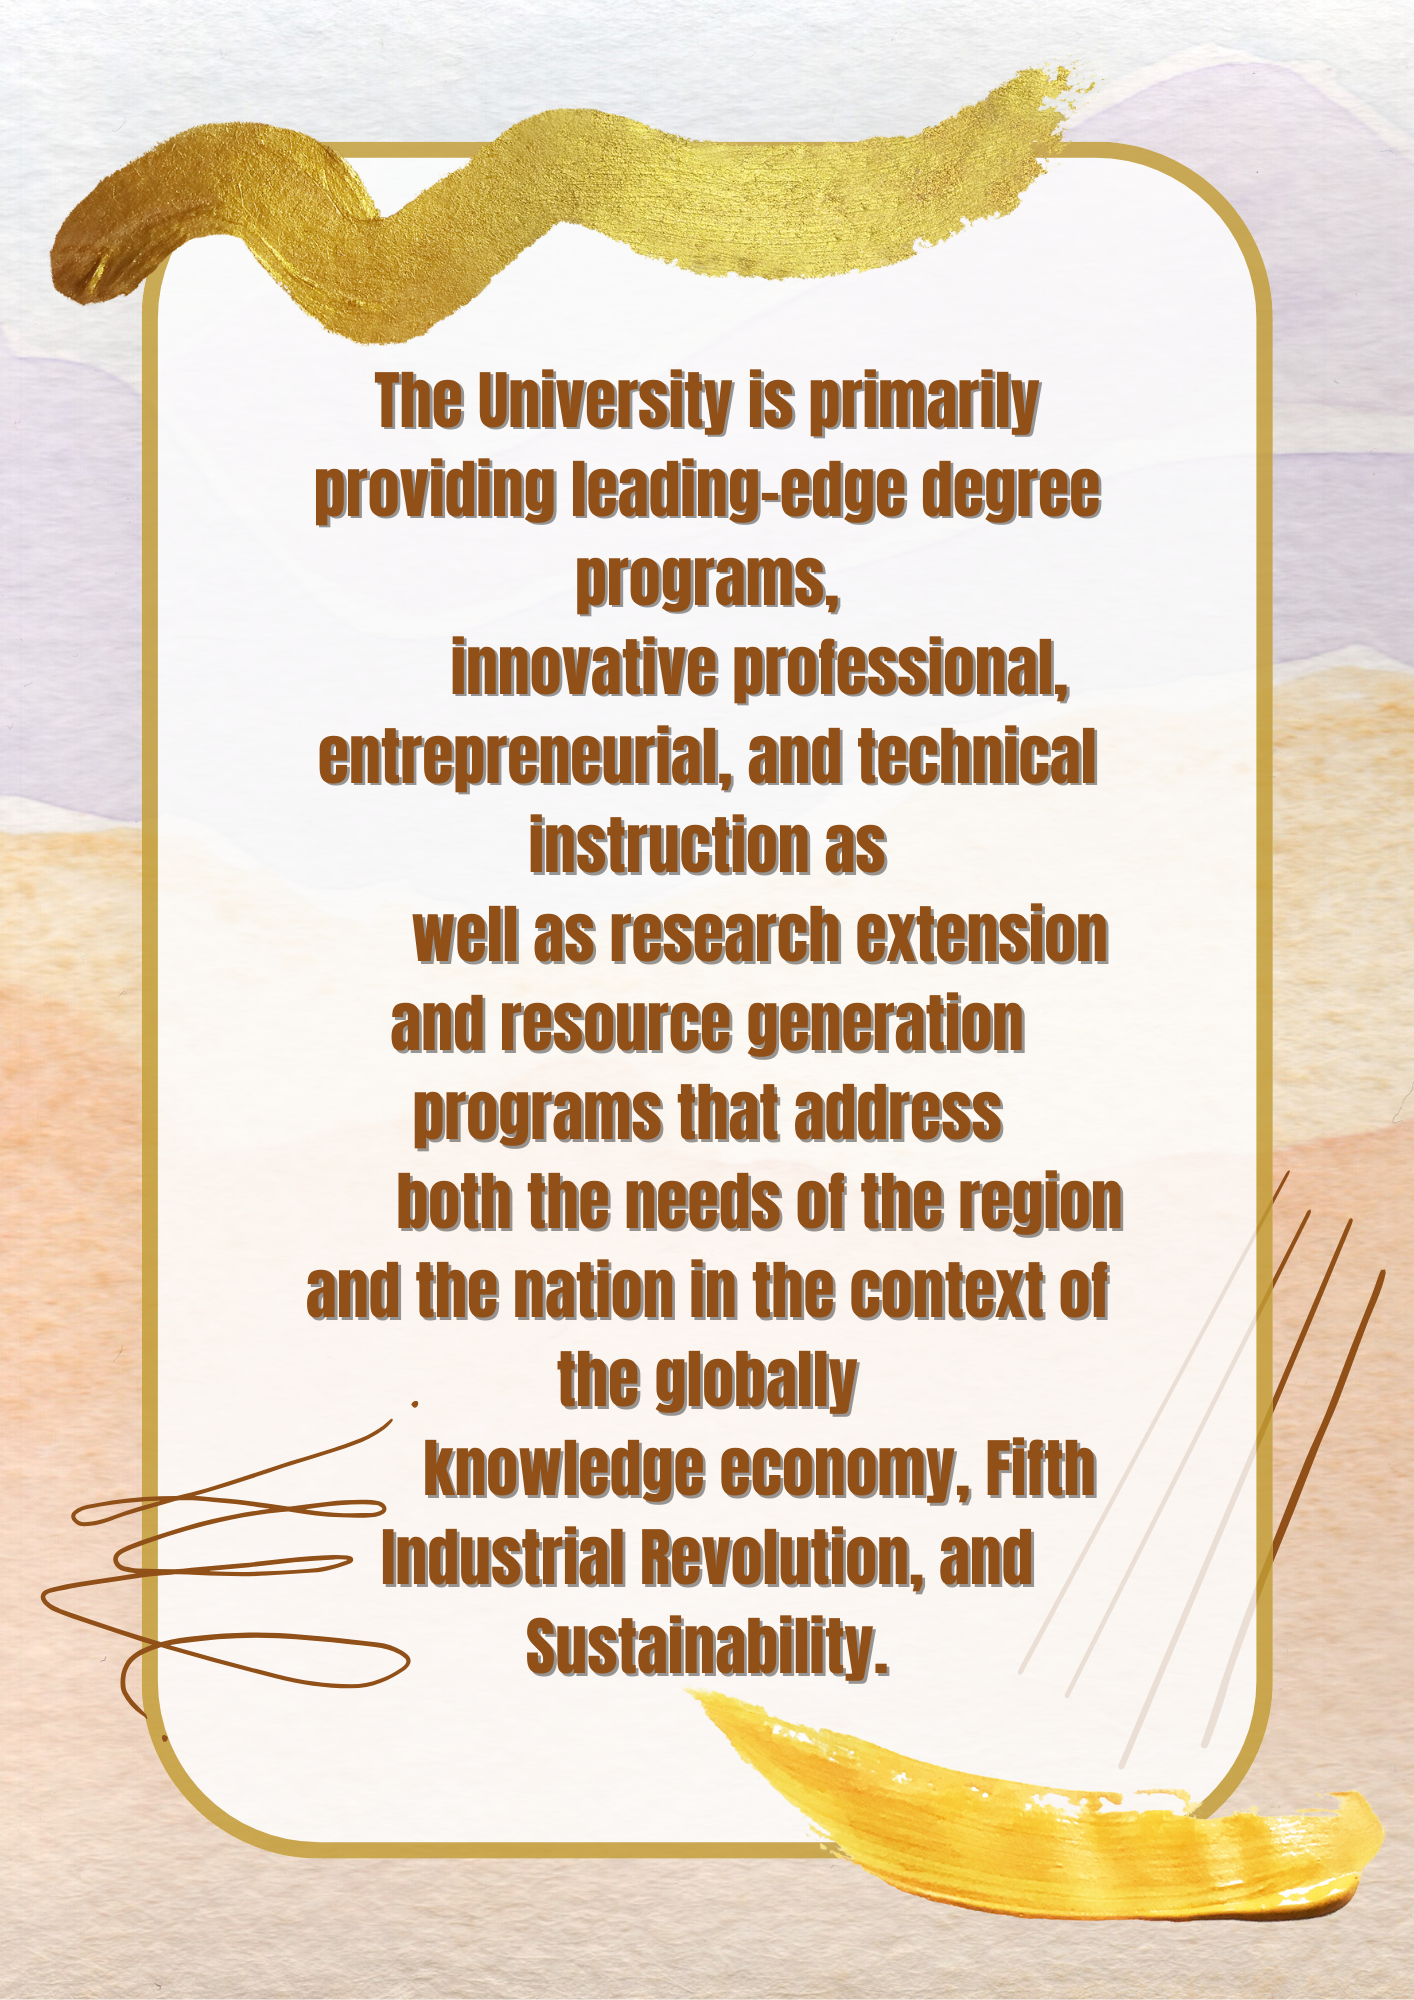 The University is primarily
providing leading-edge degree
programs,
innovative professional,
entrepreneurial, and technical
instruction as
well as research extension
and resource generation
programs that address
both the needs of the region
and the nation in the context of
the globally
knowledge economy, Fifth
Industrial Revolution, and
Sustainability.